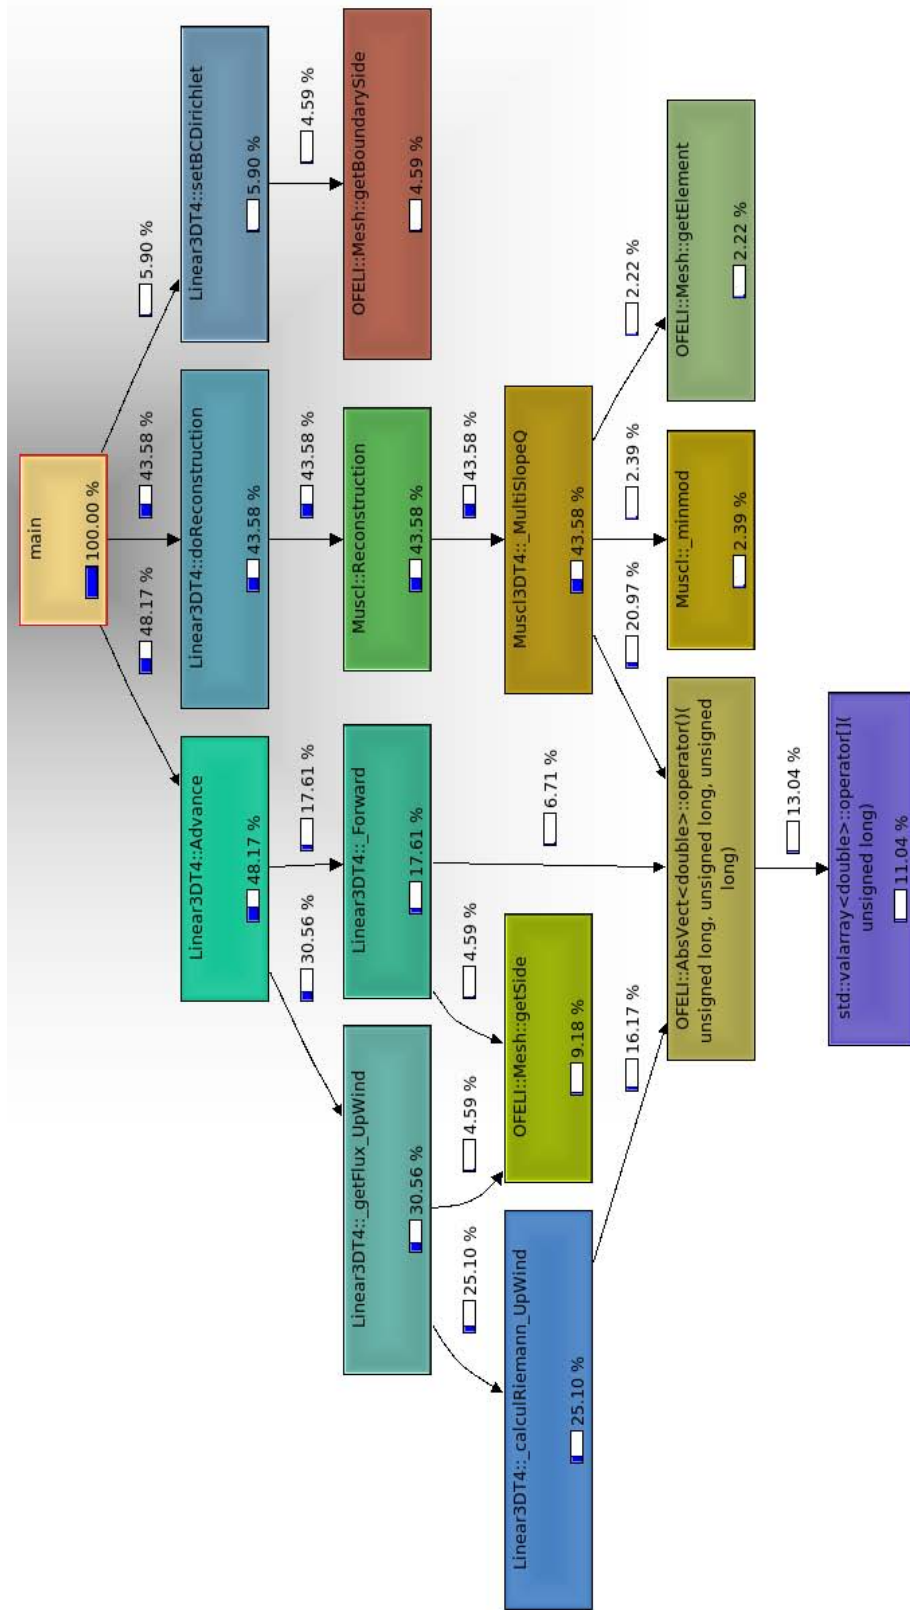 main
100.00 %
48.17 %
43.58 %
5.90 %
Linear3DT4::Advance
48.17 %
Linear3DT4::doReconstruction
43.58 %
Linear3DT4::setBCDirichlet
5.90 %
30.56 %
17.61 %
43.58 %
4.59 %
Linear3DT4::_getFlux_UpWind
30.56 %
Linear3DT4::_Forward
17.61 %
Muscl::Reconstruction
43.58 %
OFELI::Mesh::getBoundarySide
4.59 %
25.10 %
4.59 %
4.59 %
6.71 %
43.58 %
Linear3DT4::_calculRiemann_UpWind
25.10 %
OFELI::Mesh::getSide
9.18 %
Muscl3DT4::_MultiSlopeQ
43.58 %
16.17 %
20.97 %
2.39 %
2.22 %
OFELI::AbsVect<double>::operator()(
unsigned long, unsigned long, unsigned
long)
Muscl::_minmod
2.39 %
OFELI::Mesh::getElement
2.22 %
13.04 %
std::valarray<double>::operator[](
unsigned long)
11.04 %